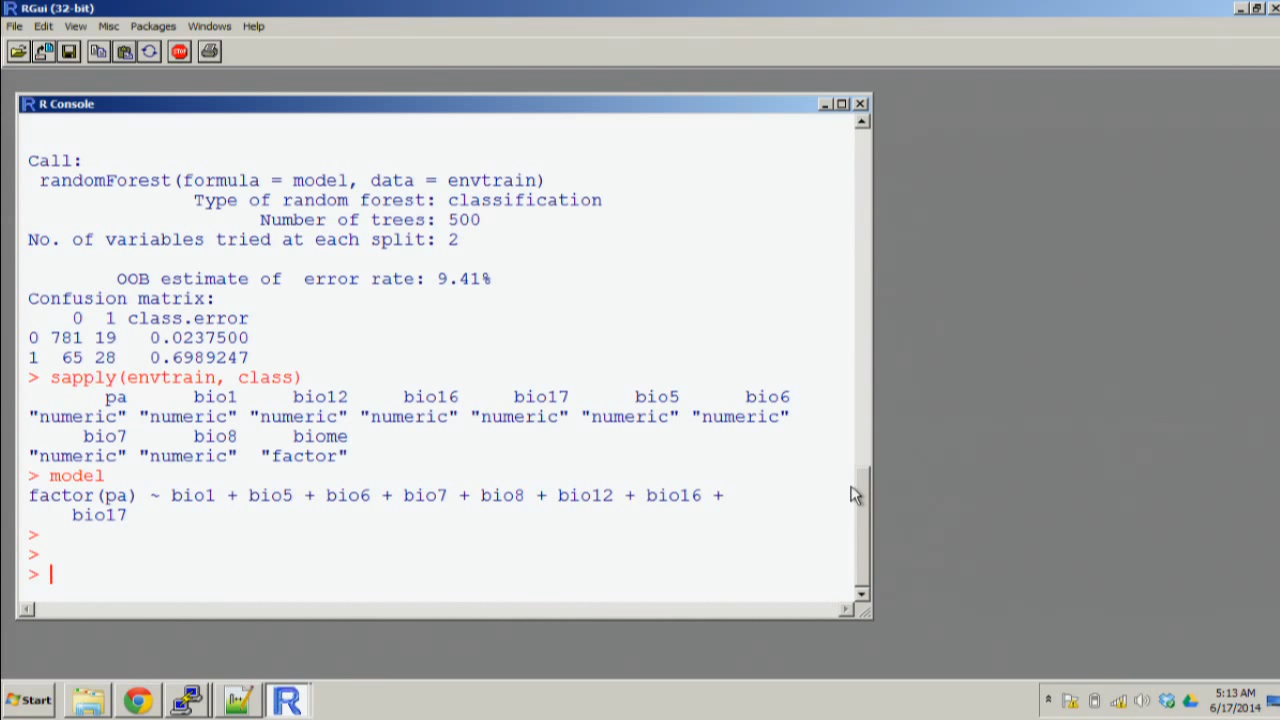 RGui (32-bit)
File Edit View Misc Packages Windows Help
STOP
R Console
Call:
randomForest(formula = model, data = envtrain)
Type of random forest: classification
Number of trees: 500
No. of variables tried at each split: 2
OOB estimate of  error rate: 9.41%
Confusion matrix:
0 1 class.error
0 781 19 0.0237500
1 65 28 0.6989247
> sapply(envtrain, class)
pa bio1 bio12 bio16 bio17 bio5 bio6
"numeric" "numeric" "numeric" "numeric" "numeric" "numeric" "numeric"
bio7 bio8 biome
"numeric" "numeric" "factor"
> model
factor(pa) ~ bio1 + bio5 + bio6 + bio7 + bio8 + bio12 + bio16 +
bio17
>
>
>
Start
5:13 AM
6/17/2014